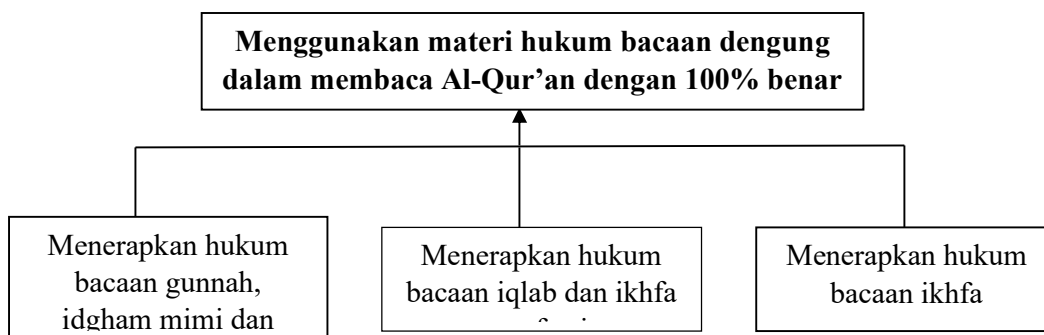 Menggunakan materi hukum bacaan dengung
dalam membaca Al-Qur’an dengan 100% benar
Menerapkan hukum
bacaan gunnah,
idgham mimi dan
Menerapkan hukum
bacaan iqlab dan ikhfa
Menerapkan hukum
bacaan ikhfa